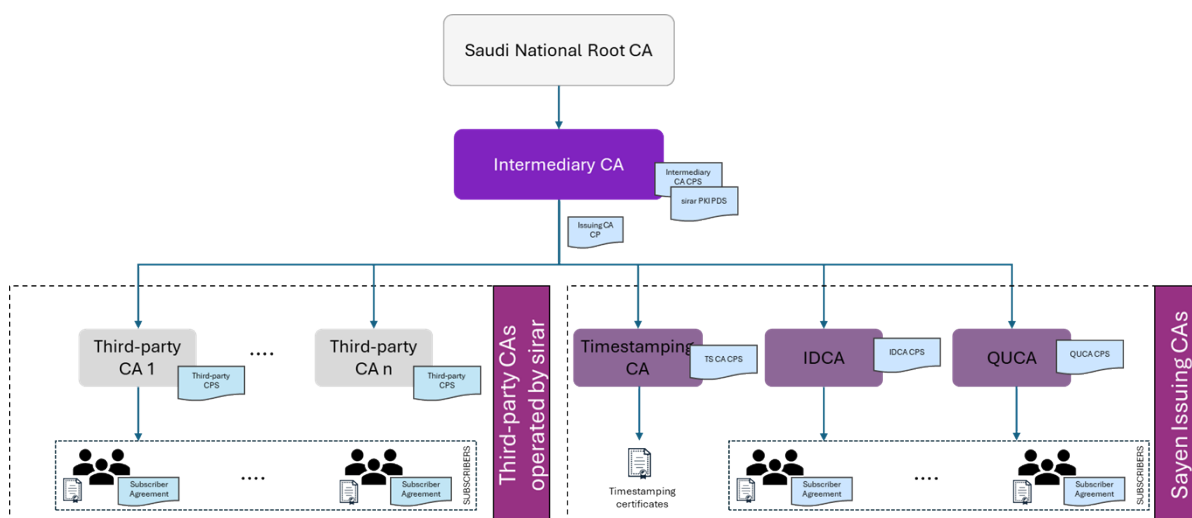 Saudi National Root CA
Intermediary CA
Intermediary
CA CPS
sirar PKI PDS
Issuing CA
CP
Third-party
CA 1
Third-party
CPS
....
Third-party
CA n
Third-party
CPS
Third-party CAs
operated by sirar
Timestamping
CA
TS CA CPS
IDCA
IDCA CPS
QUCA
QUCA CPS
Sayen Issuing CAs
Subscriber
Agreement
....
Subscriber
Agreement
SUBSCRIBERS
Timestamping
certificates
Subscriber
Agreement
....
Subscriber
Agreement
SUBSCRIBERS